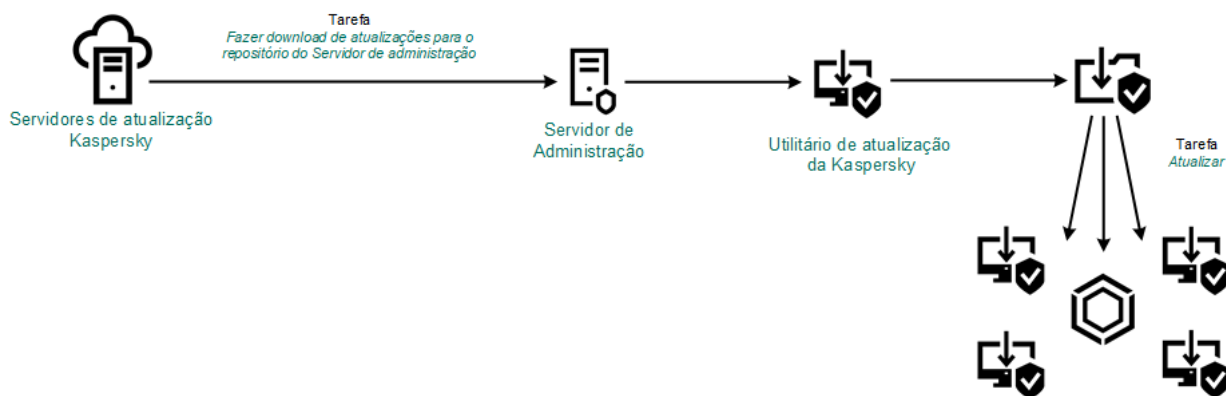 Tarefa
Fazer download de atualizações para o
repositório do Servidor de administração
Servidores de atualização
Kaspersky
Servidor de
Administração
Utilitário de atualização
da Kaspersky
Tarefa
Atualizar